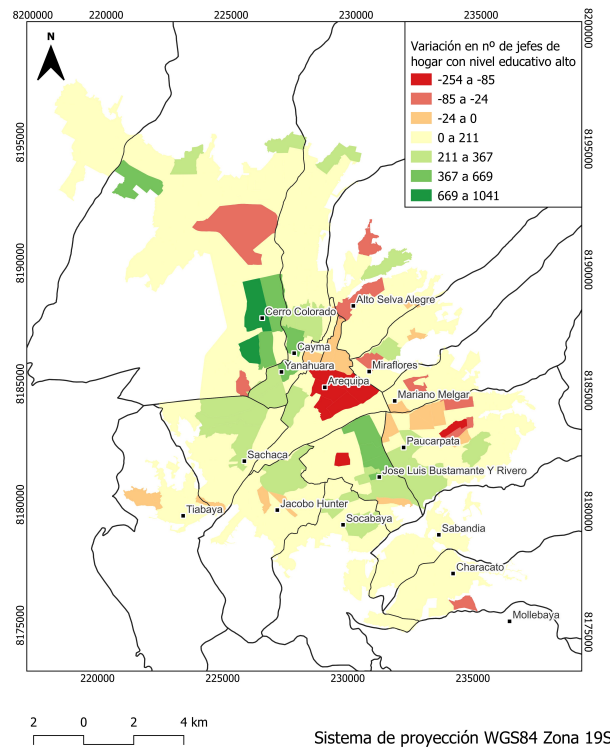 8200000
220000
225000
230000
235000
8200000
N
Variación en nº de jefes de
hogar con nivel educativo alto
-254 a -85
-85 a -24
-24 a 0
0 a 211
211 a 367
367 a 669
669 a 1041
8195000
8195000
8190000
8190000
Alto Selva Alegre
Cerro Colorado
Cayma
Yanahuara
Miraflores
8185000
8185000
Arequipa
Mariano Melgar
Paucarpata
Sachaca
Jose Luis Bustamante Y Rivero
8180000
8180000
Tiabaya
Jacobo Hunter
Socabaya
Sabandia
Characato
8175000
8175000
Mollebaya
220000
225000
230000
235000
2
0
2
4 km
Sistema de proyección WGS84 Zona 19S